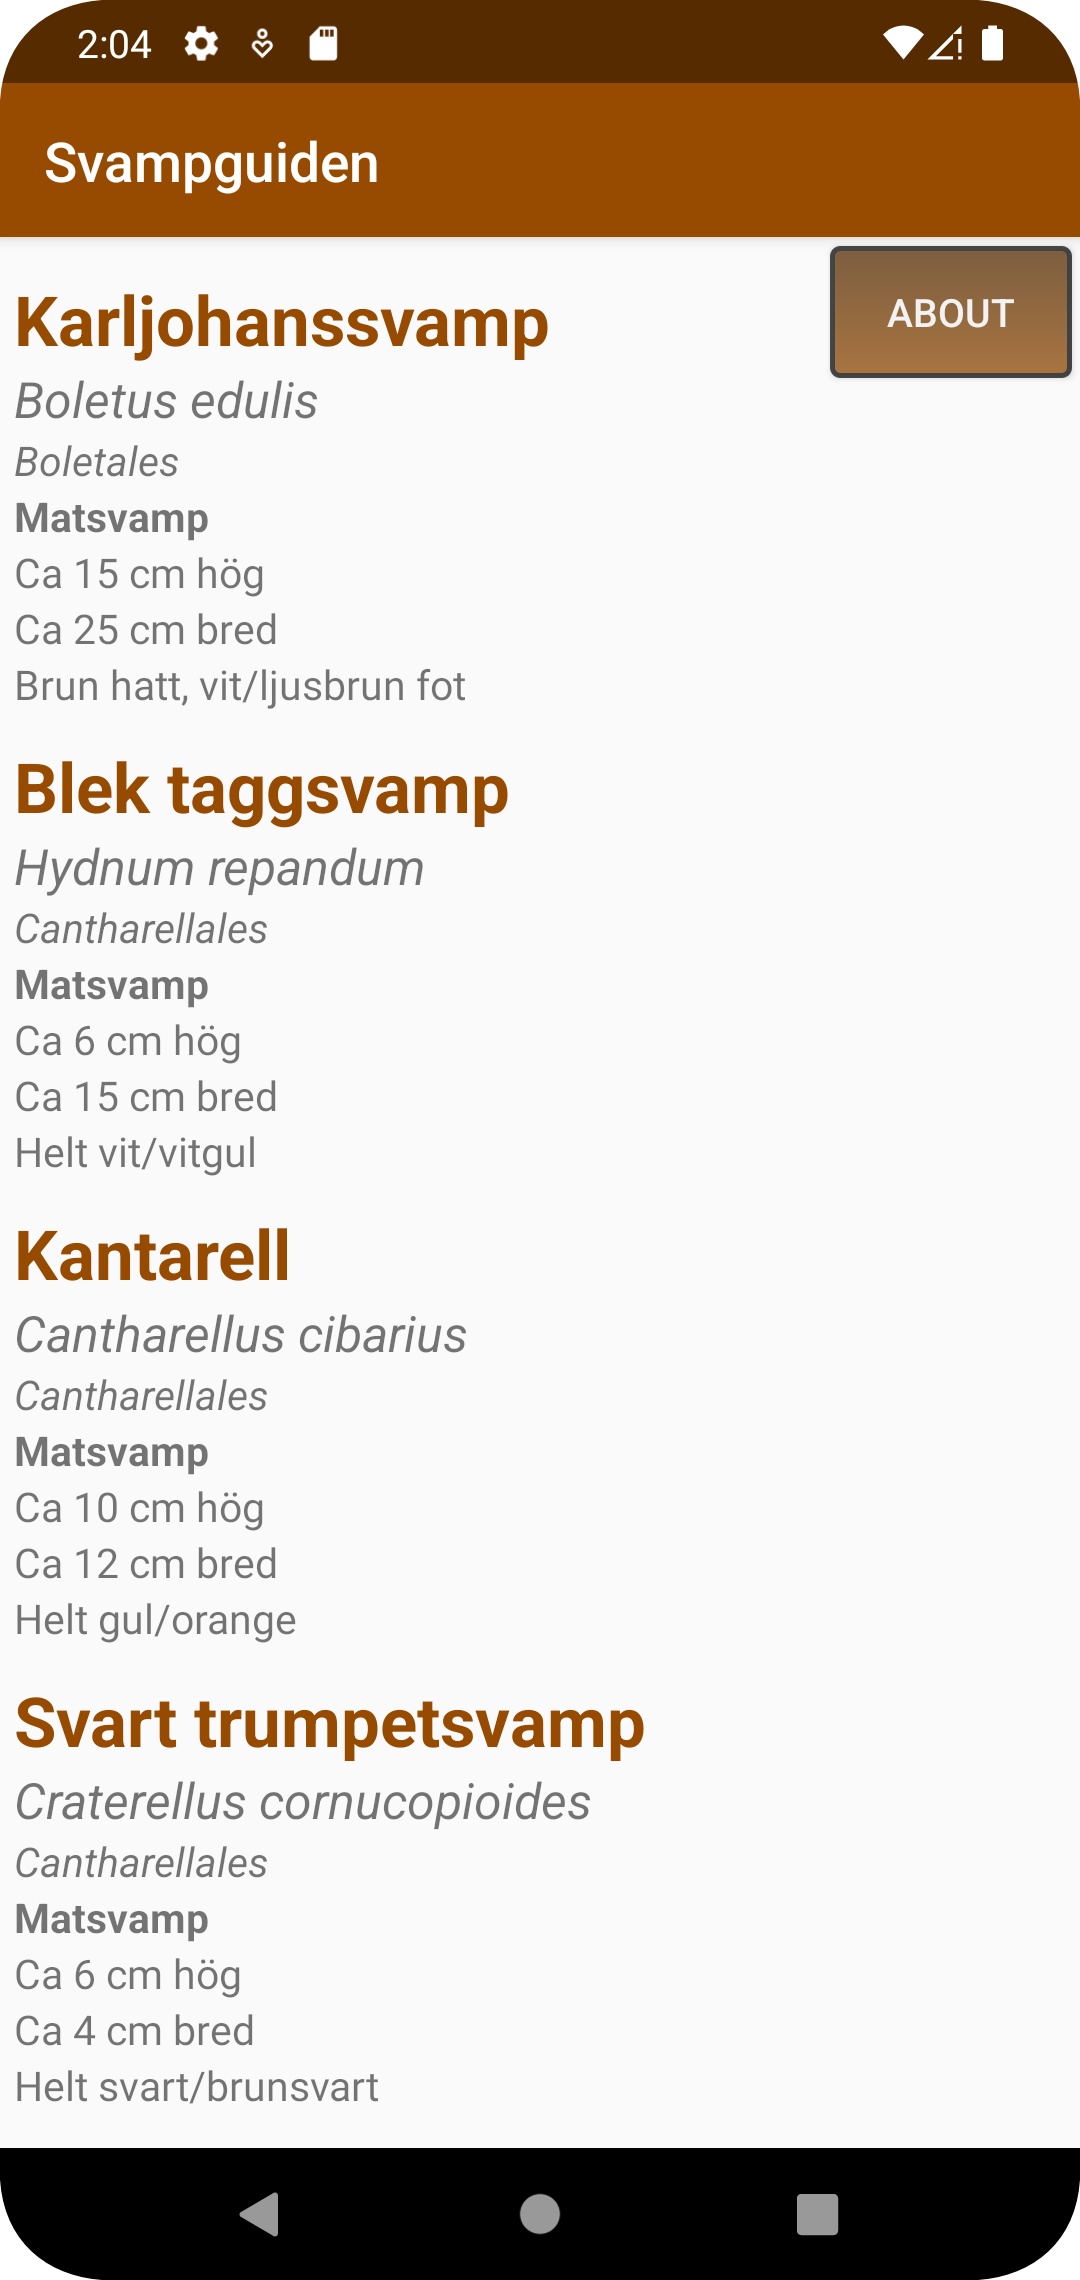 2:04
Svampguiden
ABOUT
Karljohanssvamp
Boletus edulis
Boletales
Matsvamp
Ca 15 cm hög
Ca 25 cm bred
Brun hatt, vit/ljusbrun fot
Blek taggsvamp
Hydnum repandum
Cantharellales
Matsvamp
Ca 6 cm hög
Ca 15 cm bred
Helt vit/vitgul
Kantarell
Cantharellus cibarius
Cantharellales
Matsvamp
Ca 10 cm hög
Ca 12 cm bred
Helt gul/orange
Svart trumpetsvamp
Craterellus cornucopioides
Cantharellales
Matsvamp
Ca 6 cm hög
Ca 4 cm bred
Helt svart/brunsvart